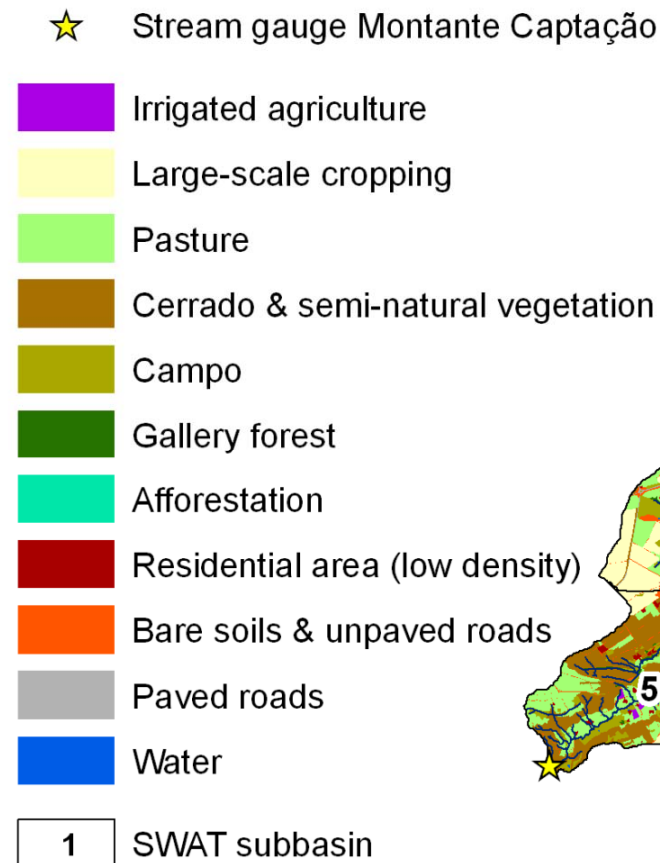 Stream gauge Montante Captação
Irrigated agriculture
Large-scale cropping
Pasture
Cerrado & semi-natural vegetation
Campo
Gallery forest
Afforestation
Residential area (low density)
Bare soils & unpaved roads
5
Paved roads
Water
1 SWAT subbasin